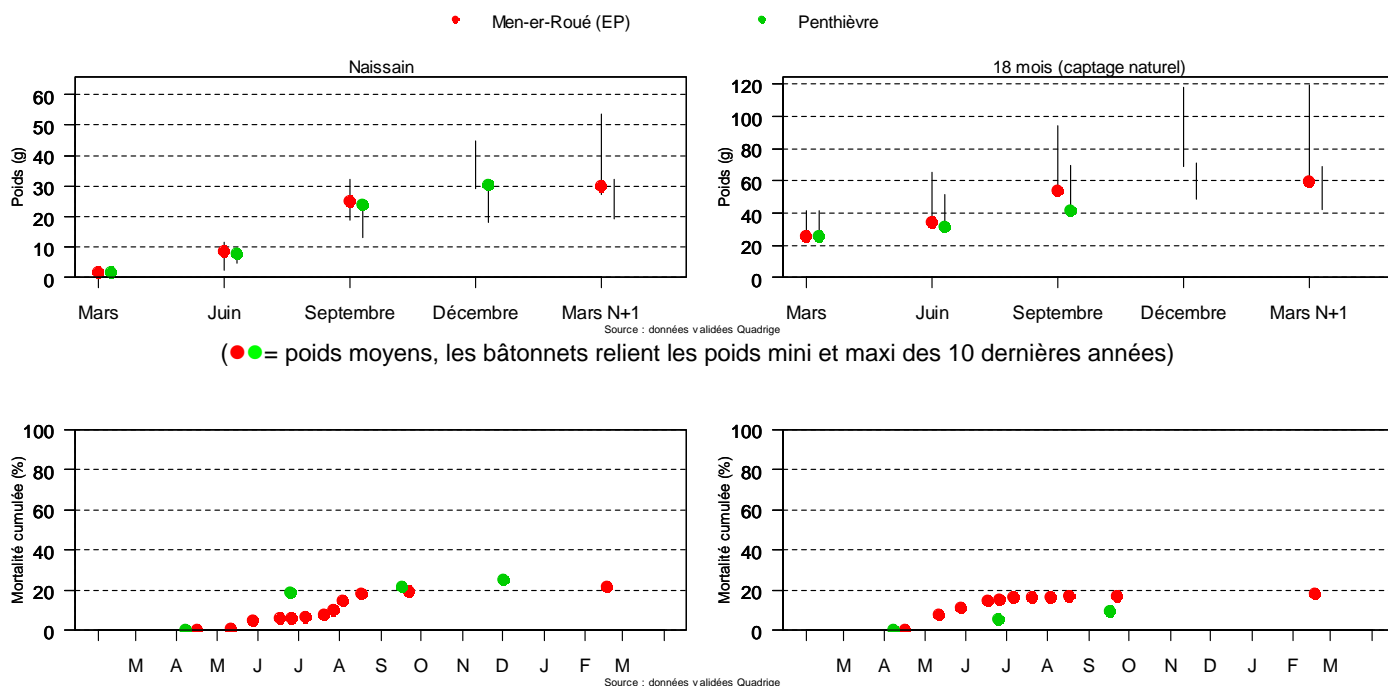 Men-er-Roué (EP) Penthièvre
Naissain
18 mois (captage naturel)
Poids (g)
60
50
40
30
20
10
0
Mars Juin Septembre Décembre Mars N+1
Poids (g)
120
100
80
60
40
20
0
Mars Juin Septembre Décembre Mars N+1
Source : données validées Quadrige
(= poids moyens, les bâtonnets relient les poids mini et maxi des 10 dernières années)
Mortalité cumulée (%)
100
80
60
40
20
0
M A M J J A S O N D J F M
Mortalité cumulée (%)
100
80
60
40
20
0
M A M J J A S O N D J F M
Source : données validées Quadrige